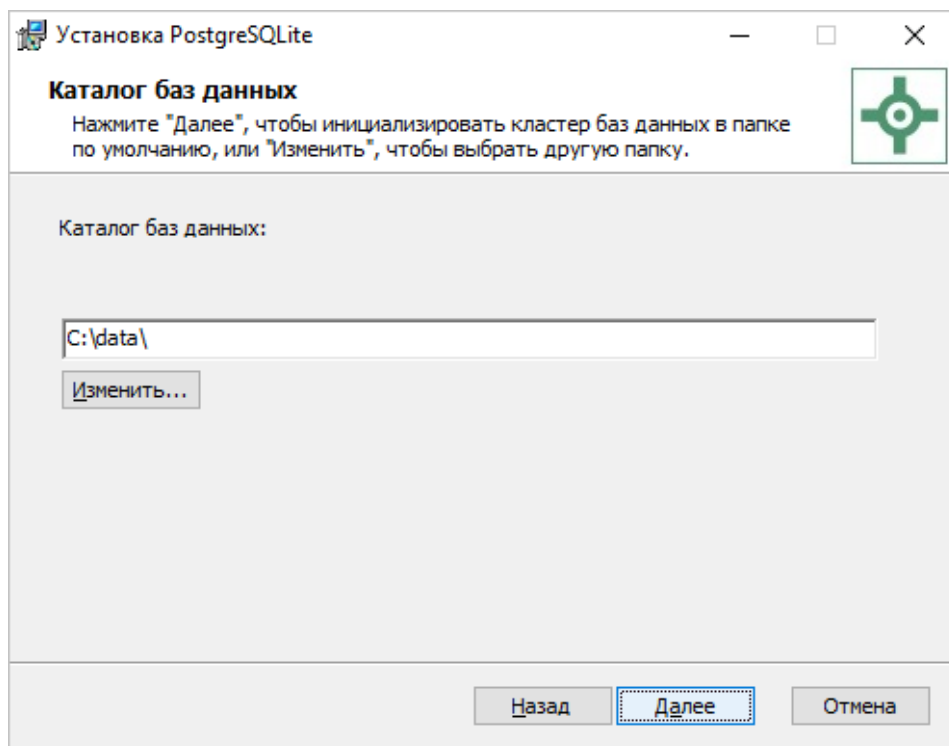 Установка PostgreSQLite
Каталог баз данных
Нажмите "Далее", чтобы инициализировать кластер баз данных в папке
по умолчанию, или "Изменить", чтобы выбрать другую папку.
Каталог баз данных:
C:\data\
Изменить...
Назад
Далее
Отмена